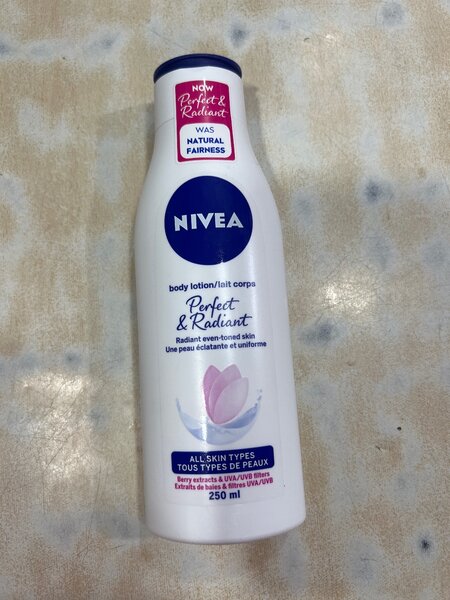 NOW
Perfect &
Radiant
WAS
NATURAL
FAIRNESS
NIVEA
body lotion/lait corps
Perfect
& Radiant
Radiant even-toned skin
Une peau éclatante et uniforme
ALL SKIN TYPES
TOUS TYPES DE PEAUX
Berry extracts & UVA/UVB filters
Extraits de baies & filtres UVA/UVB
250 ml